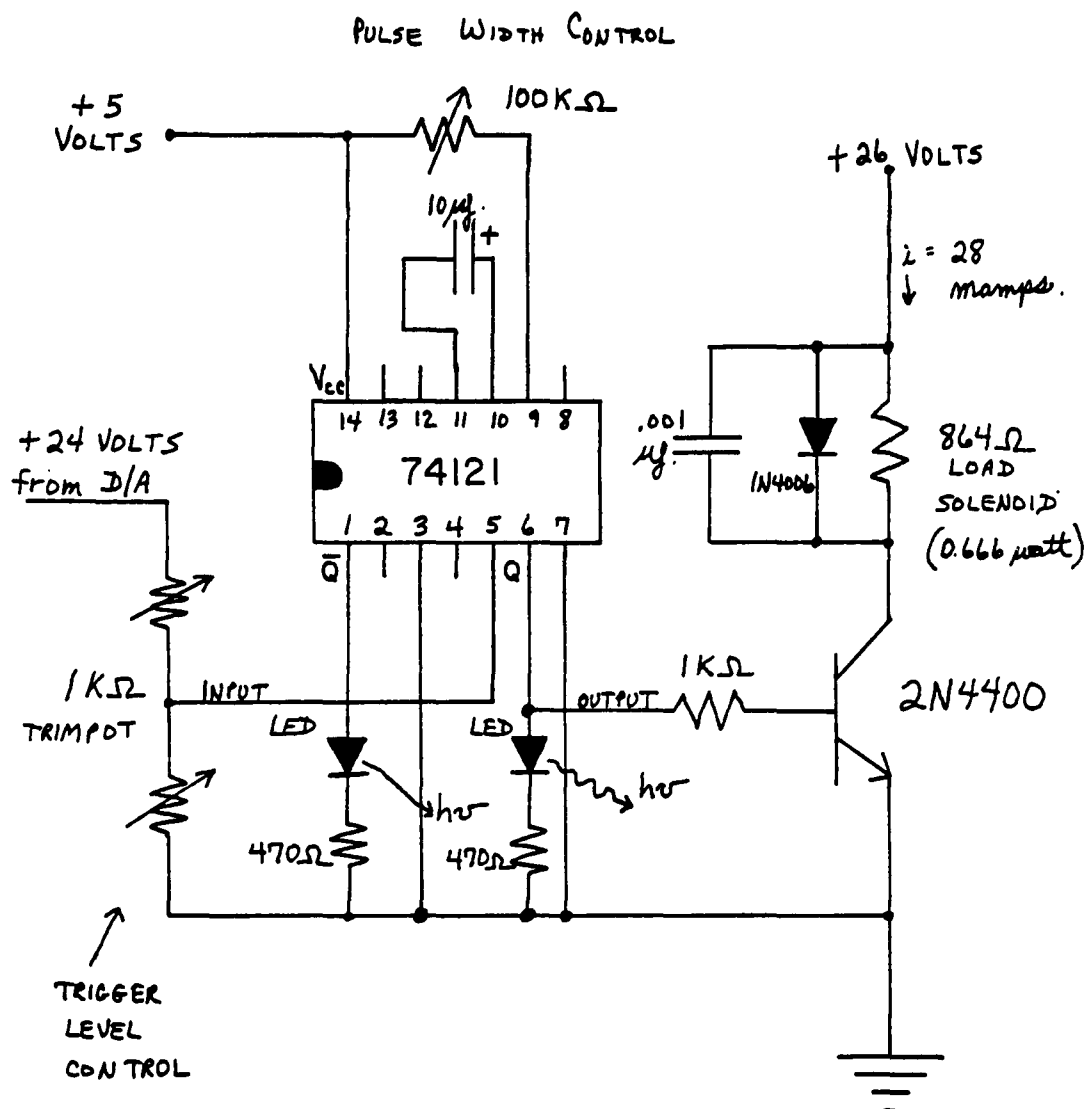 PULSE WIDTH CONTROL
+5
VOLTS
100KΩ
+26 VOLTS
10μf.
+
i = 28
mamps.
Vcc
14 13 12 11 10 9 8
+24 VOLTS
from D/A
74121
.001
μf.
1N4006
864Ω
LOAD
SOLENOID
(0.666 watt)
1 2 3 4 5 6 7
Q̅
Q
1KΩ
TRIMPOT
INPUT
LED
LED
OUTPUT
1KΩ
2N4400
hν
hν
470Ω
470Ω
TRIGGER
LEVEL
CONTROL